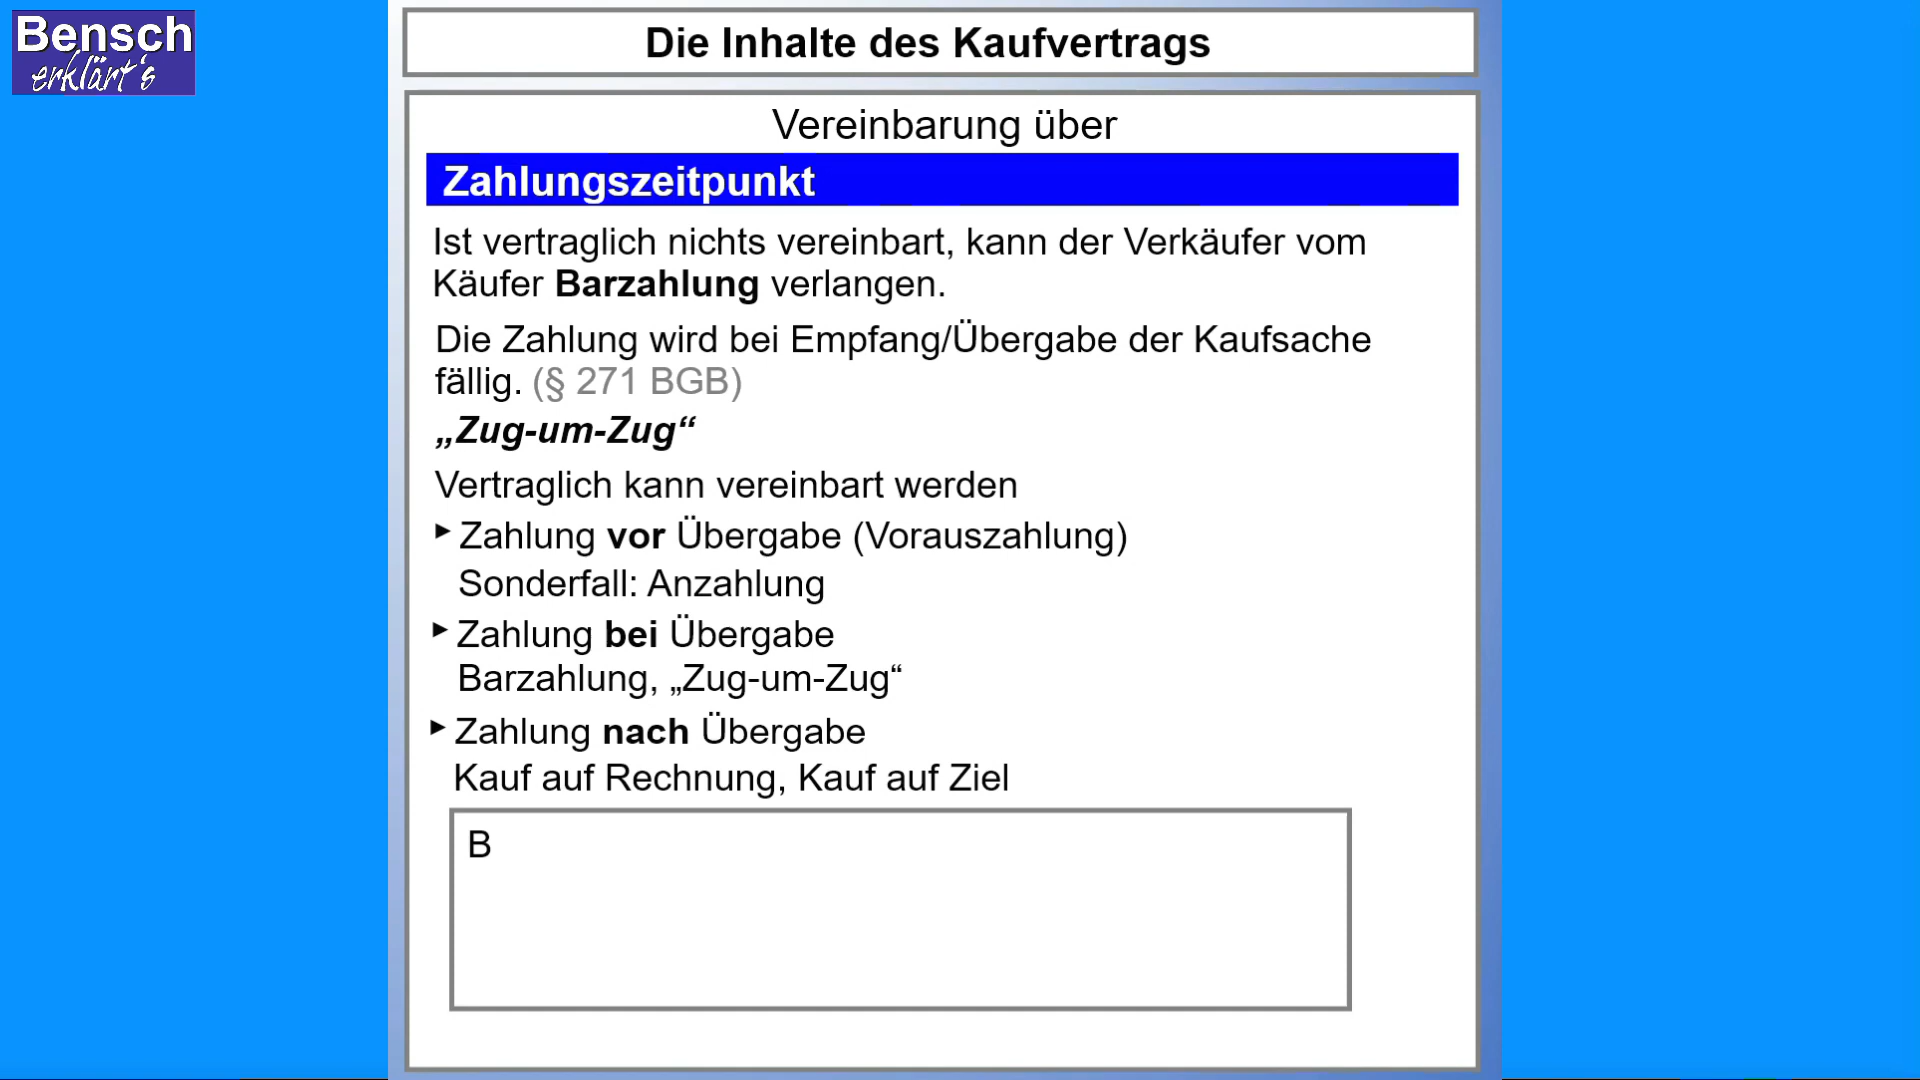 Bensch
erklärt's
Die Inhalte des Kaufvertrags
Vereinbarung über
Zahlungszeitpunkt
Ist vertraglich nichts vereinbart, kann der Verkäufer vom
Käufer Barzahlung verlangen.
Die Zahlung wird bei Empfang/Übergabe der Kaufsache
fällig. (§ 271 BGB)
„Zug-um-Zug“
Vertraglich kann vereinbart werden
▸ Zahlung vor Übergabe (Vorauszahlung)
Sonderfall: Anzahlung
▸ Zahlung bei Übergabe
Barzahlung, „Zug-um-Zug“
▸ Zahlung nach Übergabe
Kauf auf Rechnung, Kauf auf Ziel
B